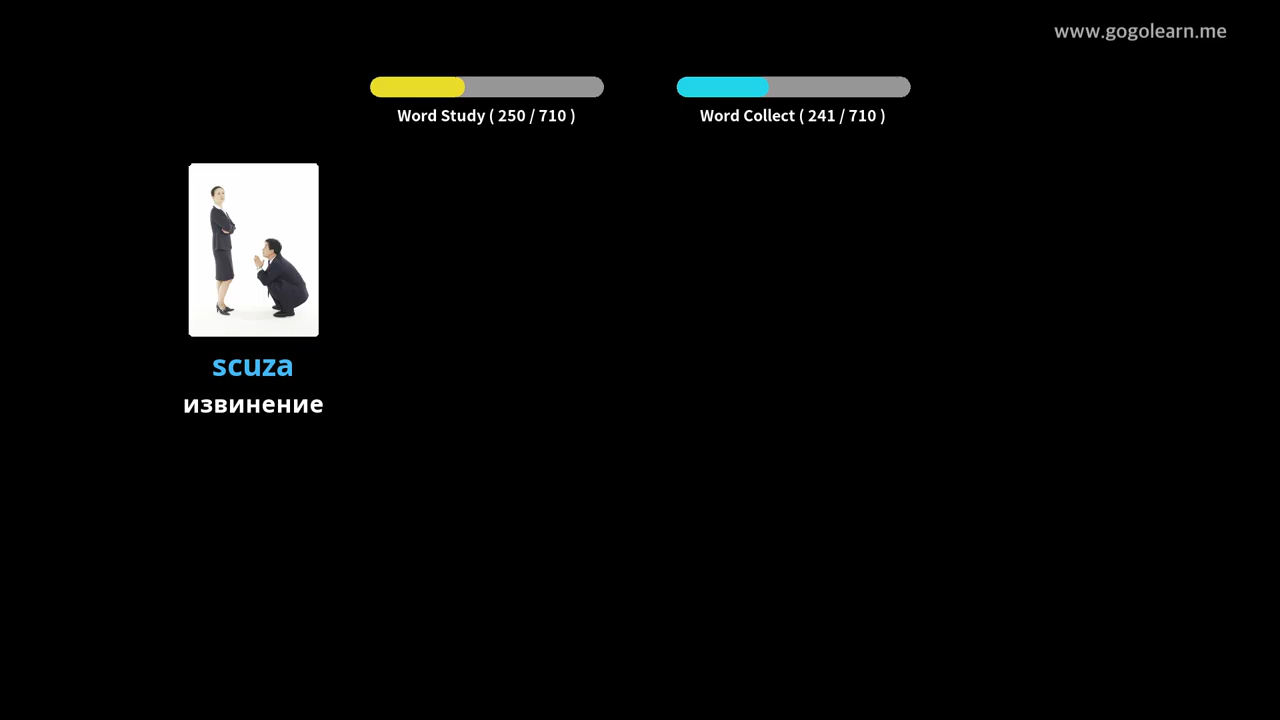 www.gogolearn.me
Word Study ( 250 / 710 )
Word Collect ( 241 / 710 )
scuza
извинение